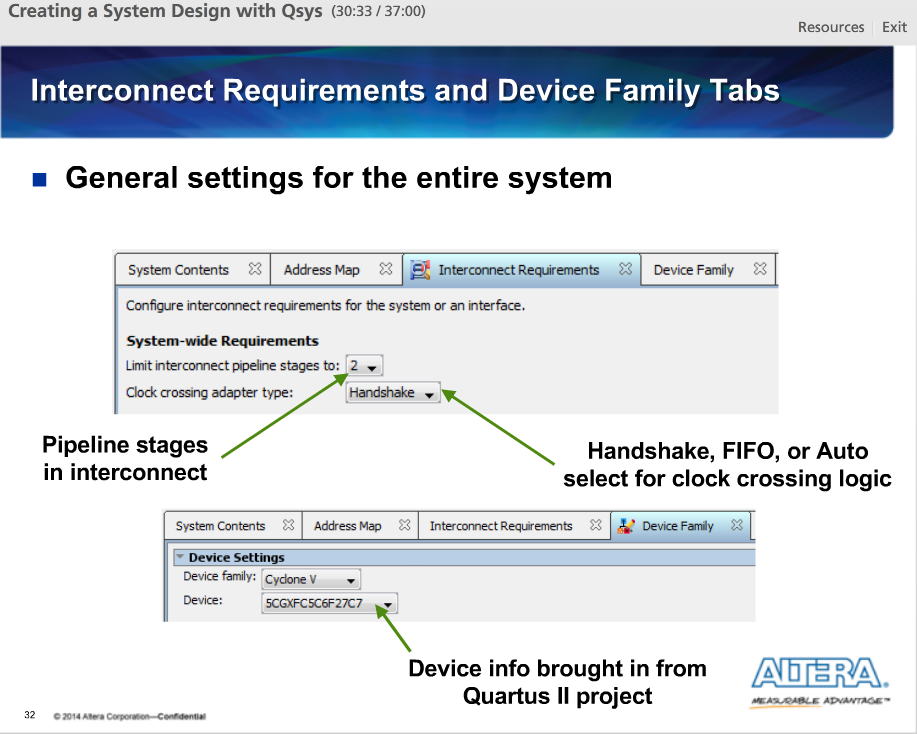 Creating a System Design with Qsys (30:33 / 37:00)
Resources Exit
Interconnect Requirements and Device Family Tabs
General settings for the entire system
System Contents Address Map Interconnect Requirements Device Family
Configure interconnect requirements for the system or an interface.
System-wide Requirements
Limit interconnect pipeline stages to: 2
Clock crossing adapter type: Handshake
Pipeline stages
in interconnect
Handshake, FIFO, or Auto
select for clock crossing logic
System Contents Address Map Interconnect Requirements Device Family
Device Settings
Device family: Cyclone V
Device: 5CGXFC5C6F27C7
Device info brought in from
Quartus II project
ALTERA.
MEASURABLE ADVANTAGE™
32 © 2014 Altera Corporation—Confidential